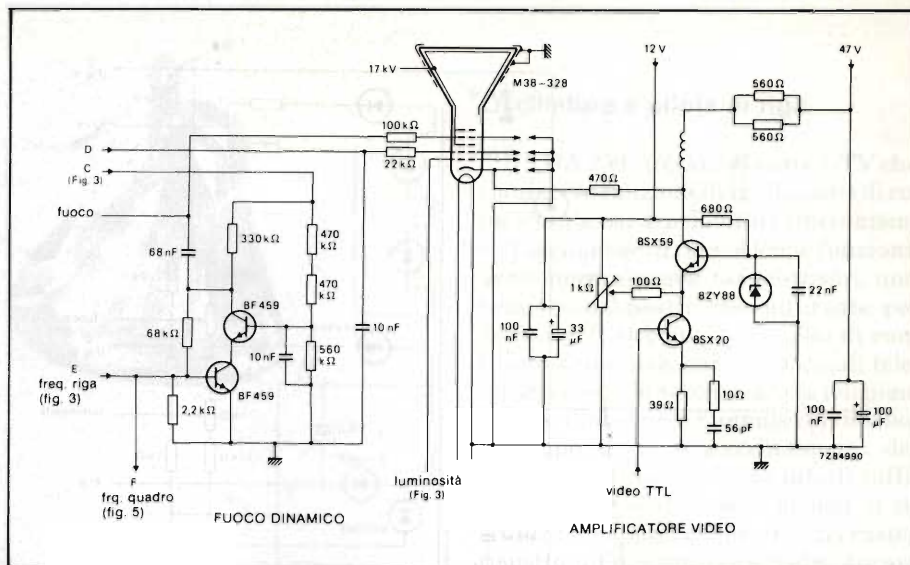 12 V
47 V
17 kV
M38-328
560 Ω
560 Ω
100 kΩ
22 kΩ
D
C
(Fig. 3)
fuoco
470 Ω
680 Ω
68 nF
330 kΩ
470 kΩ
BSX59
BF459
470 kΩ
1 kΩ
100 Ω
BZY88
22 nF
68 kΩ
10 nF
560 kΩ
10 nF
100 nF
+
33 µF
BSX20
E
freq. riga
(fig. 3)
BF459
2,2 kΩ
39 Ω
10 Ω
56 pF
100 nF
+
100 µF
7Z84990
F
frq. quadro
(fig. 5)
luminosità
(Fig. 3)
video TTL
FUOCO DINAMICO
AMPLIFICATORE VIDEO